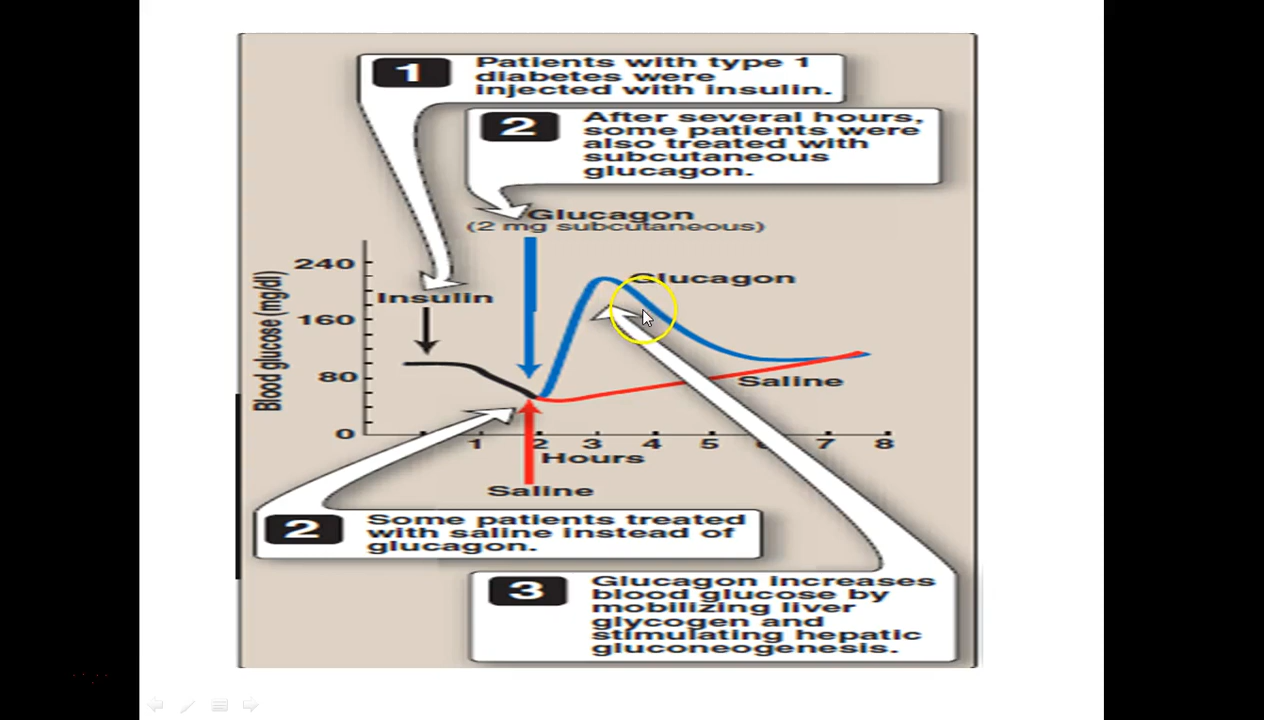 1
Patients with type 1
diabetes were
injected with insulin.
2
After several hours,
some patients were
also treated with
subcutaneous
glucagon.
Glucagon
(2 mg subcutaneous)
Blood glucose (mg/dl)
240
160
80
0
Insulin
Glucagon
Saline
1 2 3 4 5 6 7 8
Hours
Saline
2
Some patients treated
with saline instead of
glucagon.
3
Glucagon increases
blood glucose by
mobilizing liver
glycogen and
stimulating hepatic
gluconeogenesis.